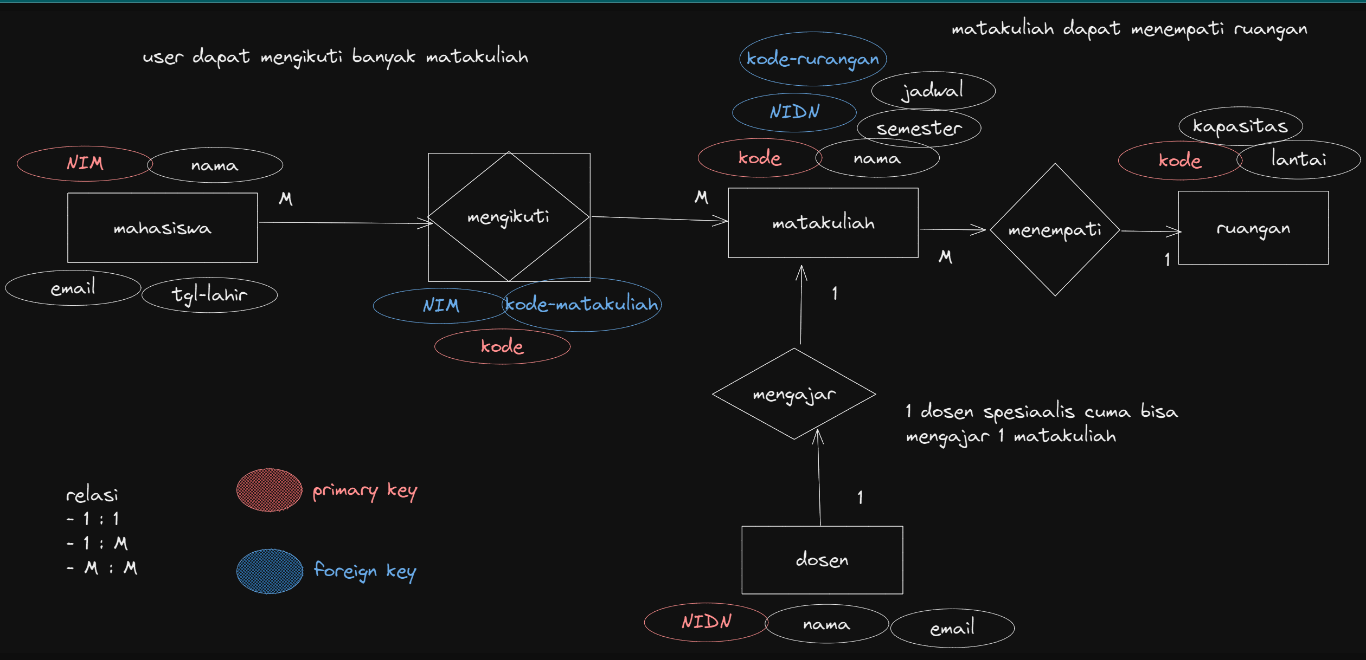 user dapat mengikuti banyak matakuliah
matakuliah dapat menempati ruangan
kode-rurangan
jadwal
NIDN
semester
kode
nama
kapasitas
kode
lantai
NIM
nama
mahasiswa
M
mengikuti
M
matakuliah
M
menempati
1
ruangan
email
tgl-lahir
NIM
kode-matakuliah
kode
1
mengajar
1 dosen spesiaalis cuma bisa
mengajar 1 matakuliah
1
dosen
NIDN
nama
email
relasi
- 1 : 1
- 1 : M
- M : M
primary key
foreign key